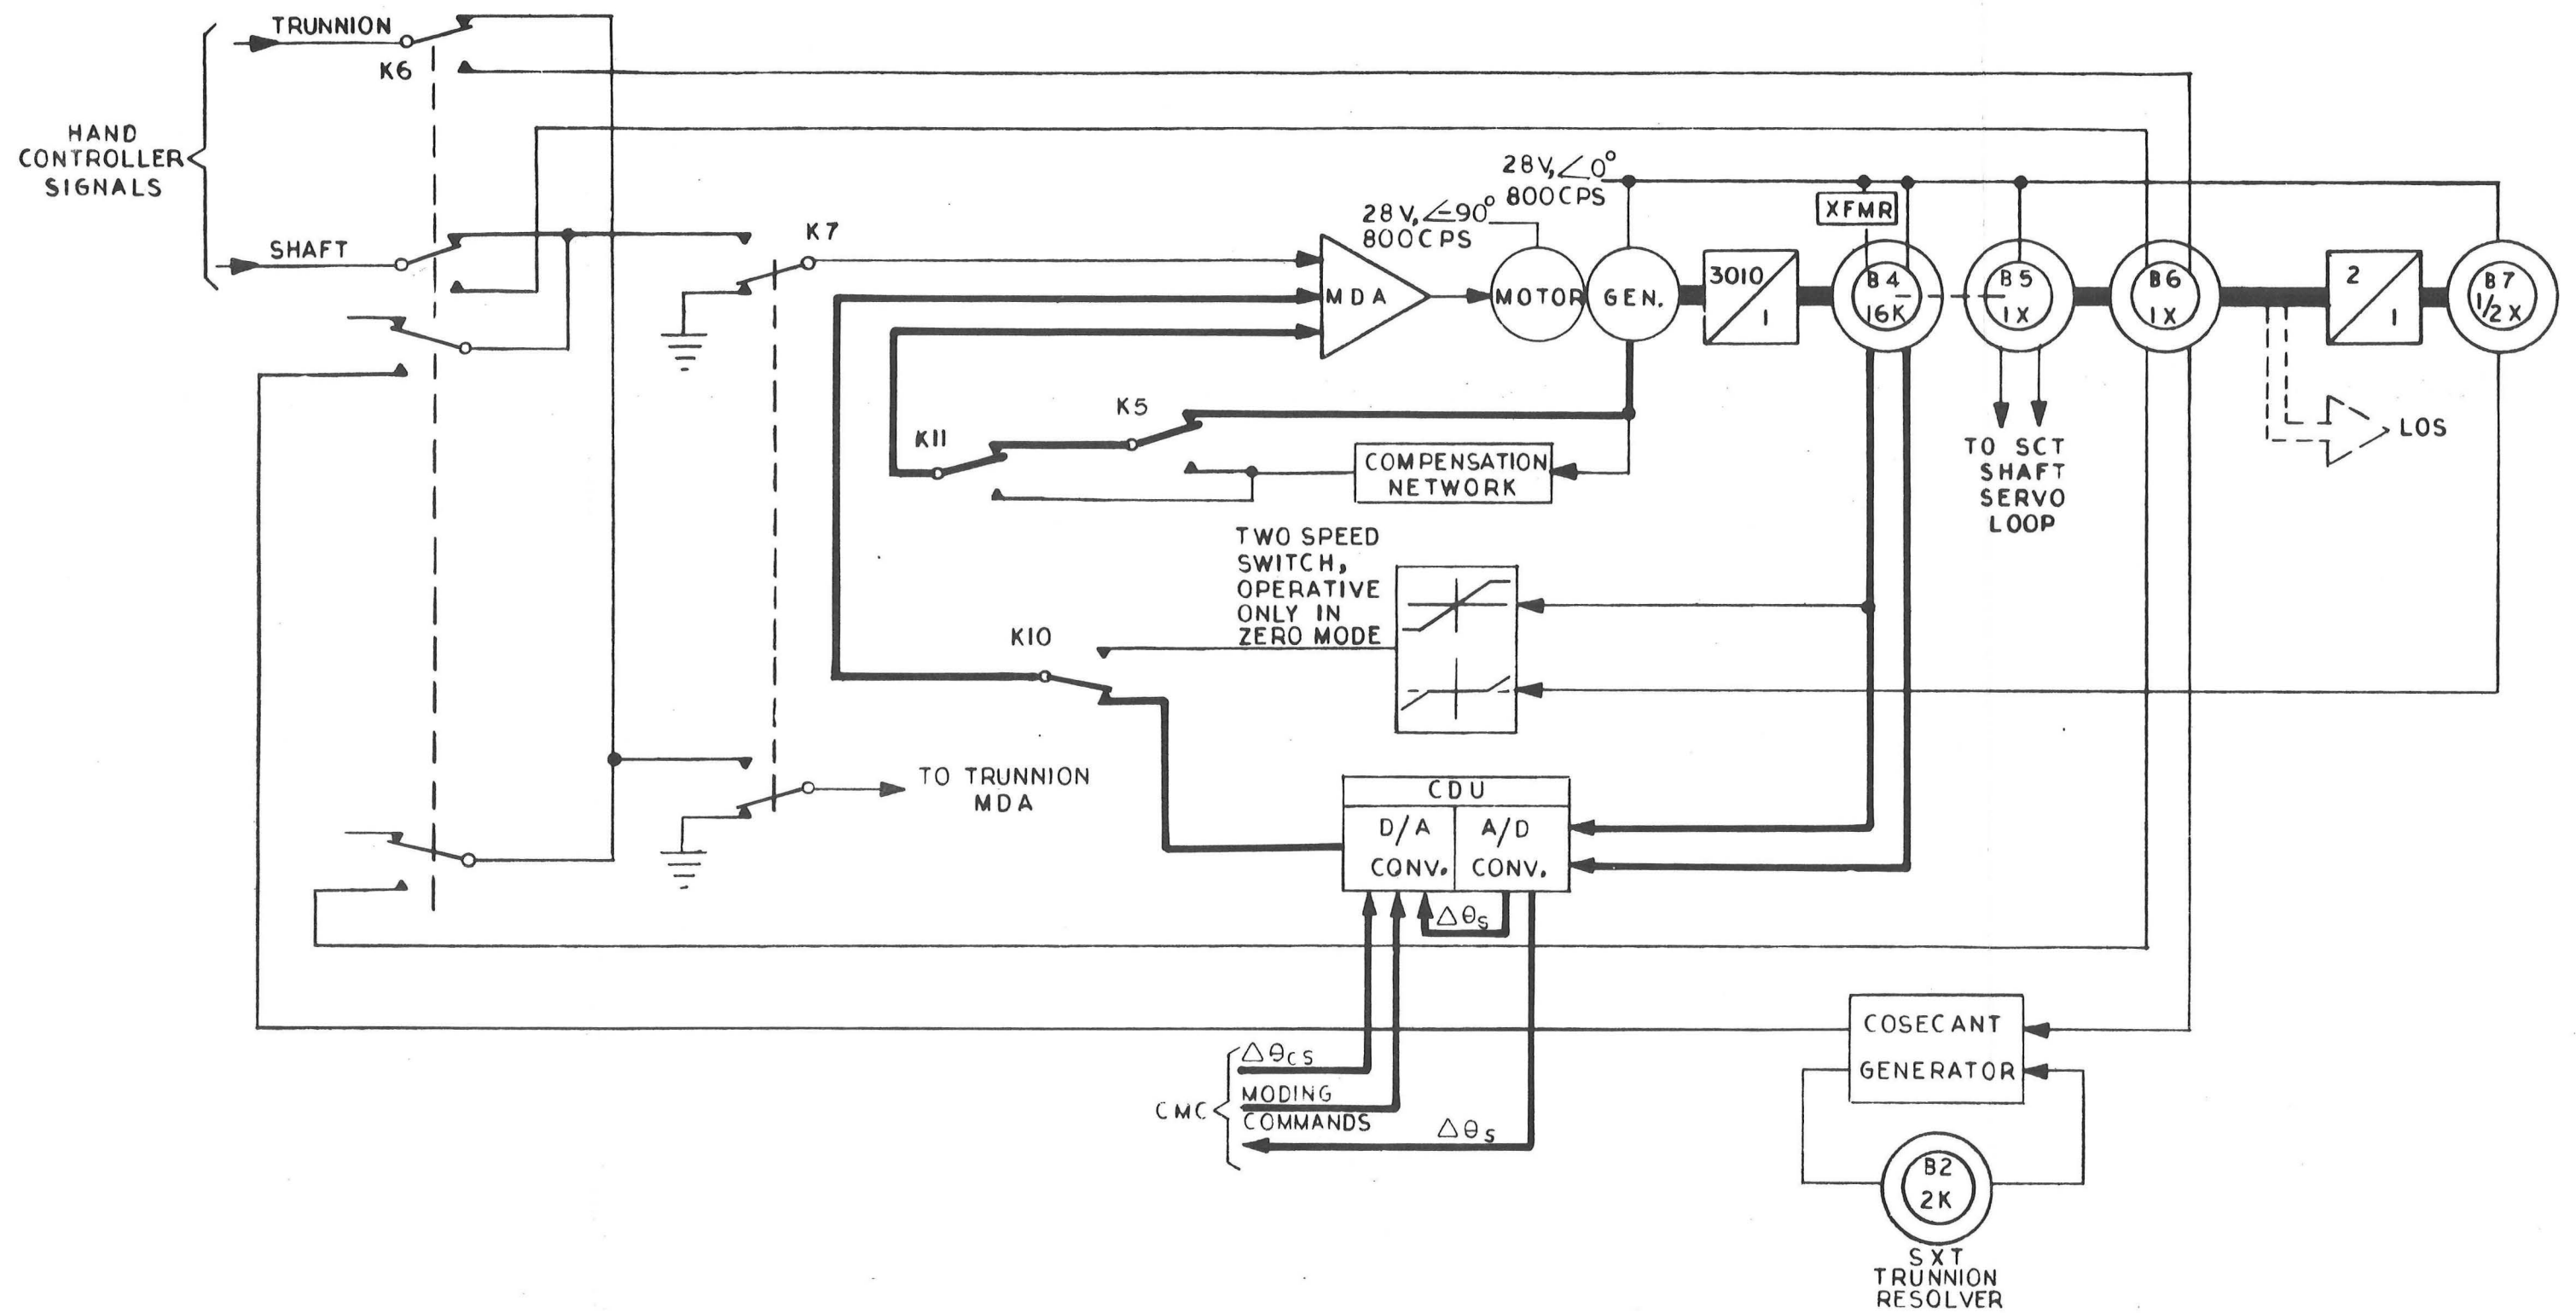 TRUNNION
K6
HAND
CONTROLLER
SIGNALS
SHAFT
K7
28V, ∠-90°
800CPS
28V, ∠0°
800CPS
XFMR
MDA
MOTOR
GEN.
3010
1
B4
16K
B5
1X
B6
1X
2
1
B7
1/2X
K5
K11
COMPENSATION
NETWORK
TO SCT
SHAFT
SERVO
LOOP
LOS
TWO SPEED
SWITCH,
OPERATIVE
ONLY IN
ZERO MODE
K10
TO TRUNNION
MDA
CDU
D/A
CONV.
A/D
CONV.
Δθs
CMC
Δθcs
MODING
COMMANDS
Δθs
COSECANT
GENERATOR
B2
2K
SXT
TRUNNION
RESOLVER